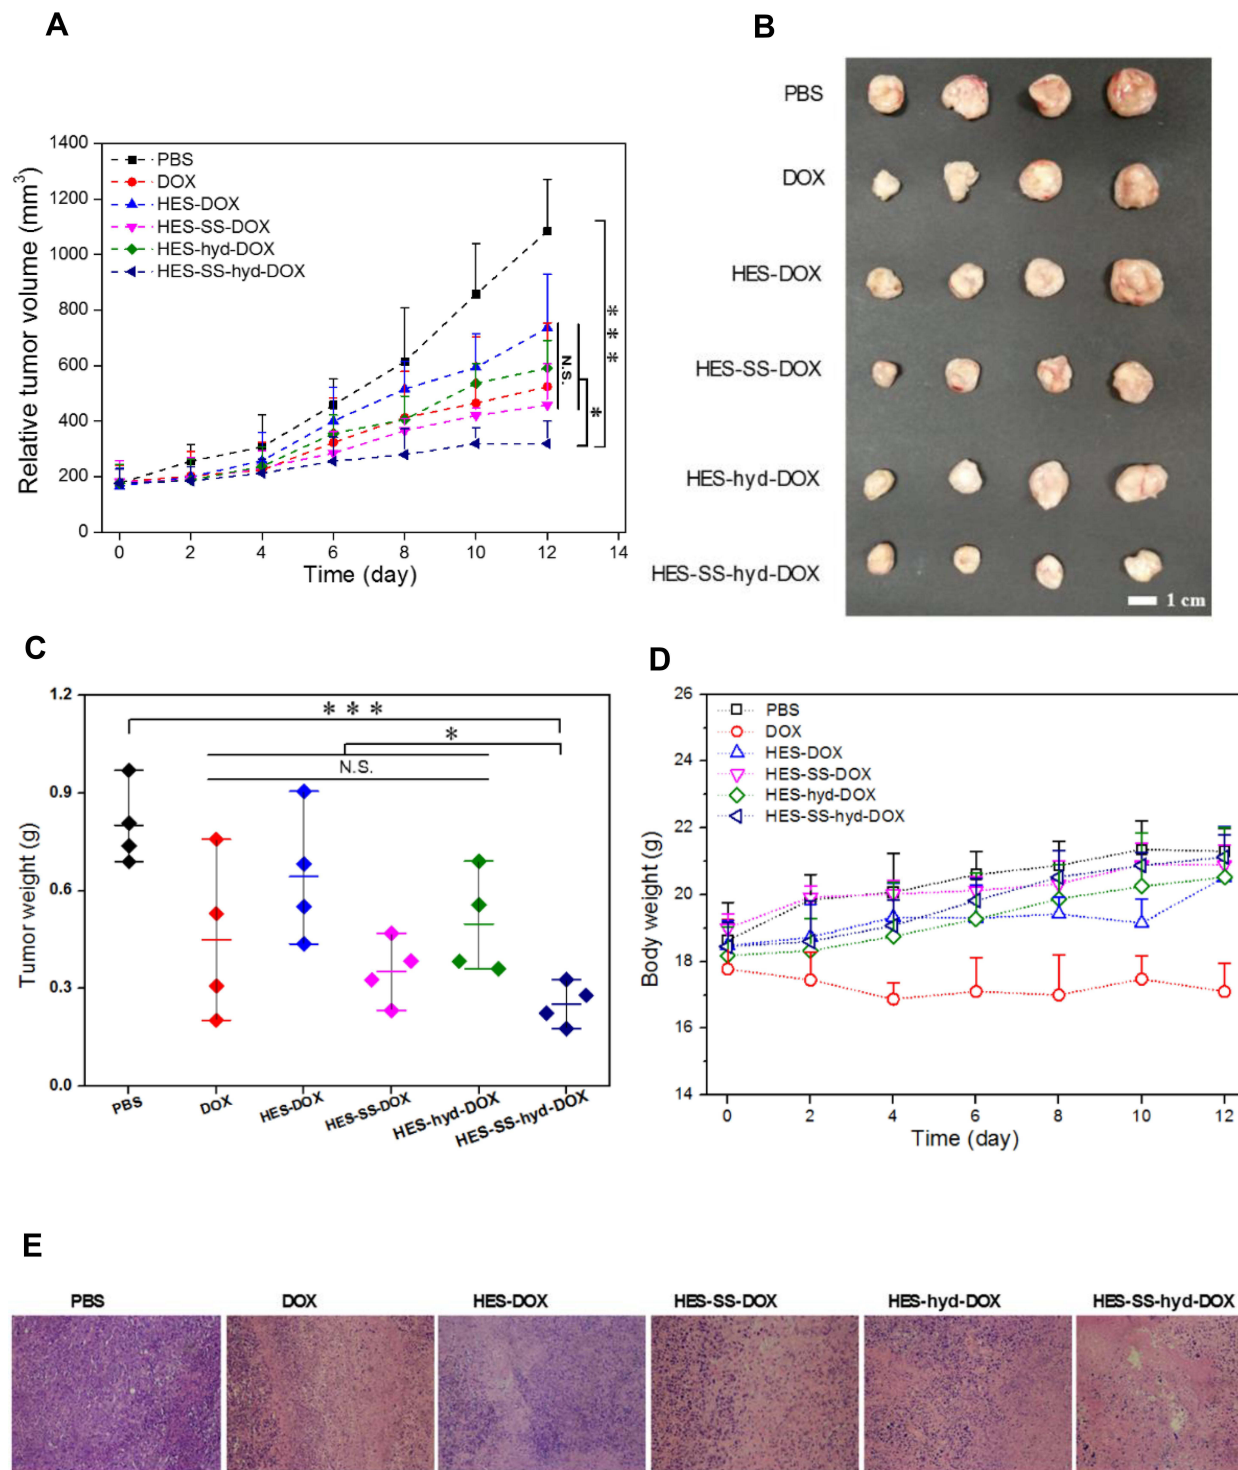 A
Relative tumor volume (mm³)
1400
1200
1000
800
600
400
200
0
PBS
DOX
HES-DOX
HES-SS-DOX
HES-hyd-DOX
HES-SS-hyd-DOX
N.S.
*
***
0 2 4 6 8 10 12 14
Time (day)
B
PBS
DOX
HES-DOX
HES-SS-DOX
HES-hyd-DOX
HES-SS-hyd-DOX
1 cm
C
Tumor weight (g)
1.2
0.9
0.6
0.3
0.0
***
*
N.S.
PBS
DOX
HES-DOX
HES-SS-DOX
HES-hyd-DOX
HES-SS-hyd-DOX
D
Body weight (g)
26
24
22
20
18
16
14
PBS
DOX
HES-DOX
HES-SS-DOX
HES-hyd-DOX
HES-SS-hyd-DOX
0 2 4 6 8 10 12
Time (day)
E
PBS DOX HES-DOX HES-SS-DOX HES-hyd-DOX HES-SS-hyd-DOX